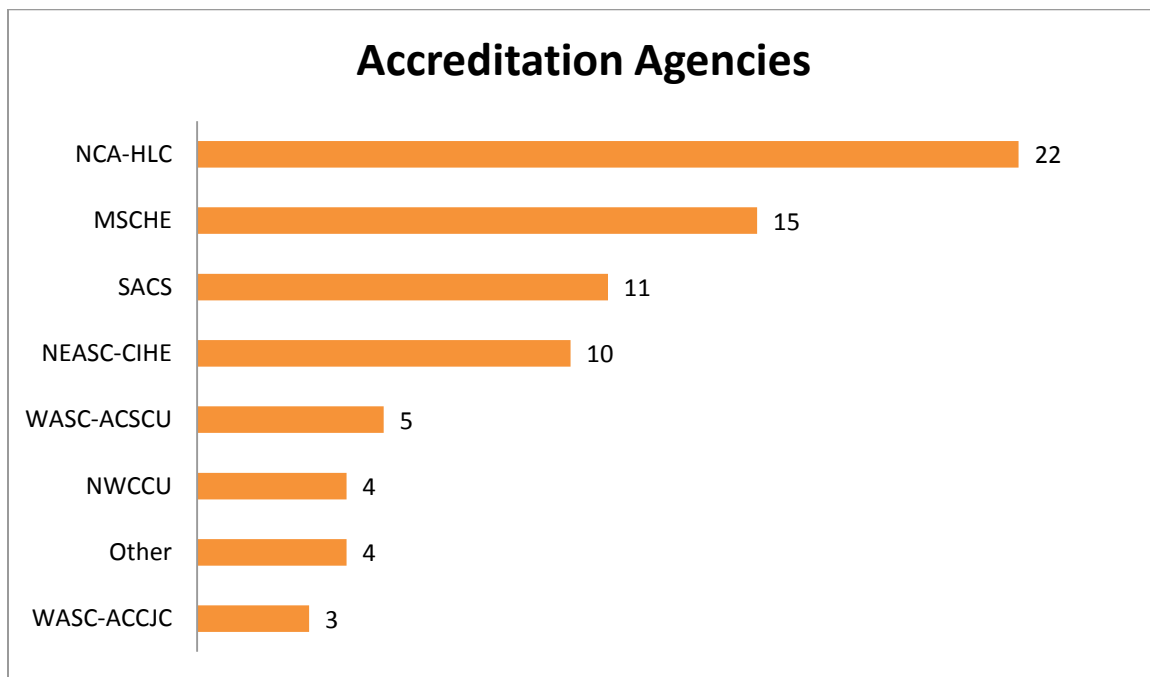 Accreditation Agencies
NCA-HLC 22
MSCHE 15
SACS 11
NEASC-CIHE 10
WASC-ACSCU 5
NWCCU 4
Other 4
WASC-ACCJC 3